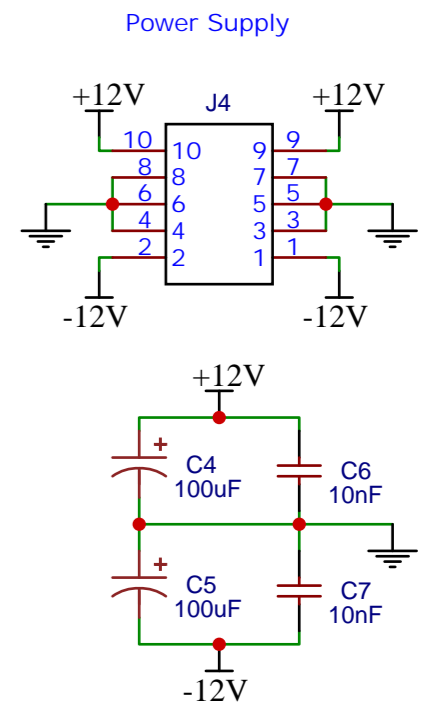 Power Supply
+12V J4 +12V
10 10 9 9
8 8 7 7
6 6 5 5
4 4 3 3
2 2 1 1
-12V -12V
+12V
+ C4 C6
100uF 10nF
+ C5 C7
100uF 10nF
-12V